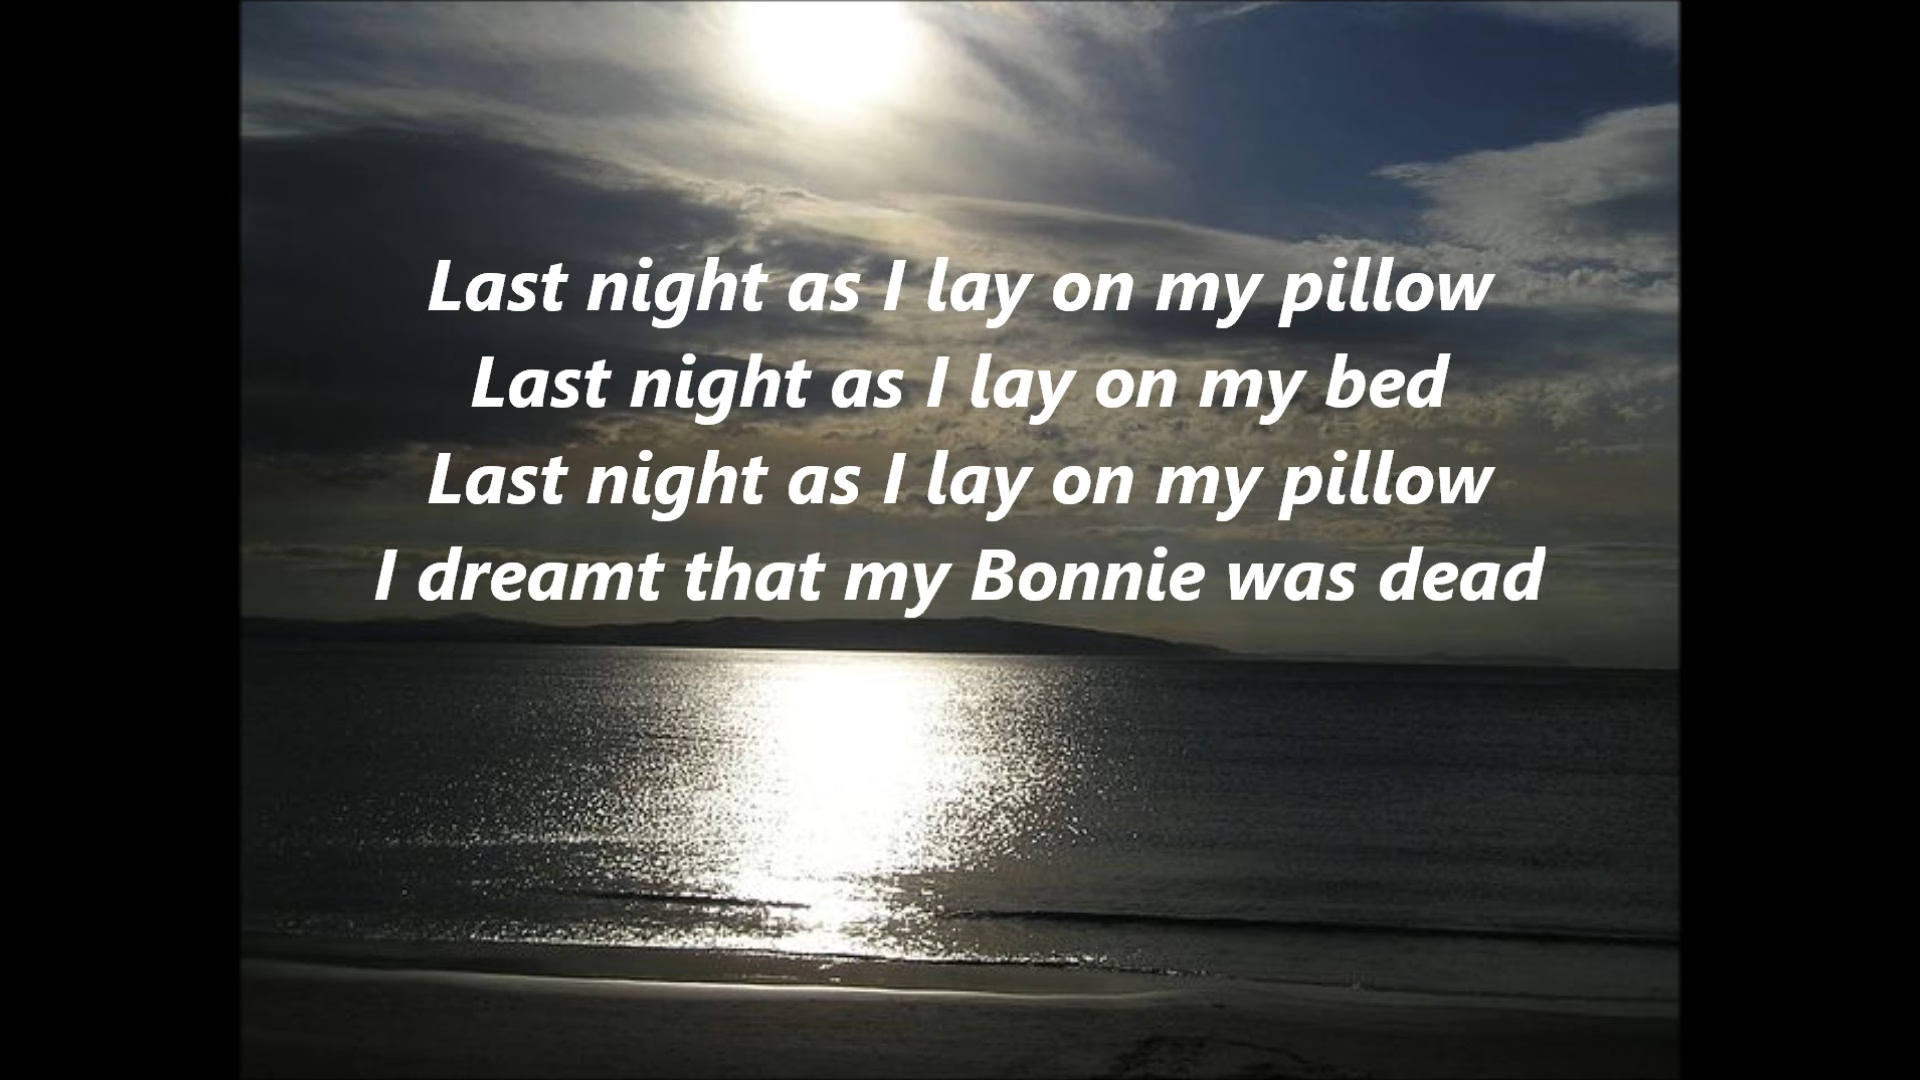 Last night as I lay on my pillow
Last night as I lay on my bed
Last night as I lay on my pillow
I dreamt that my Bonnie was dead